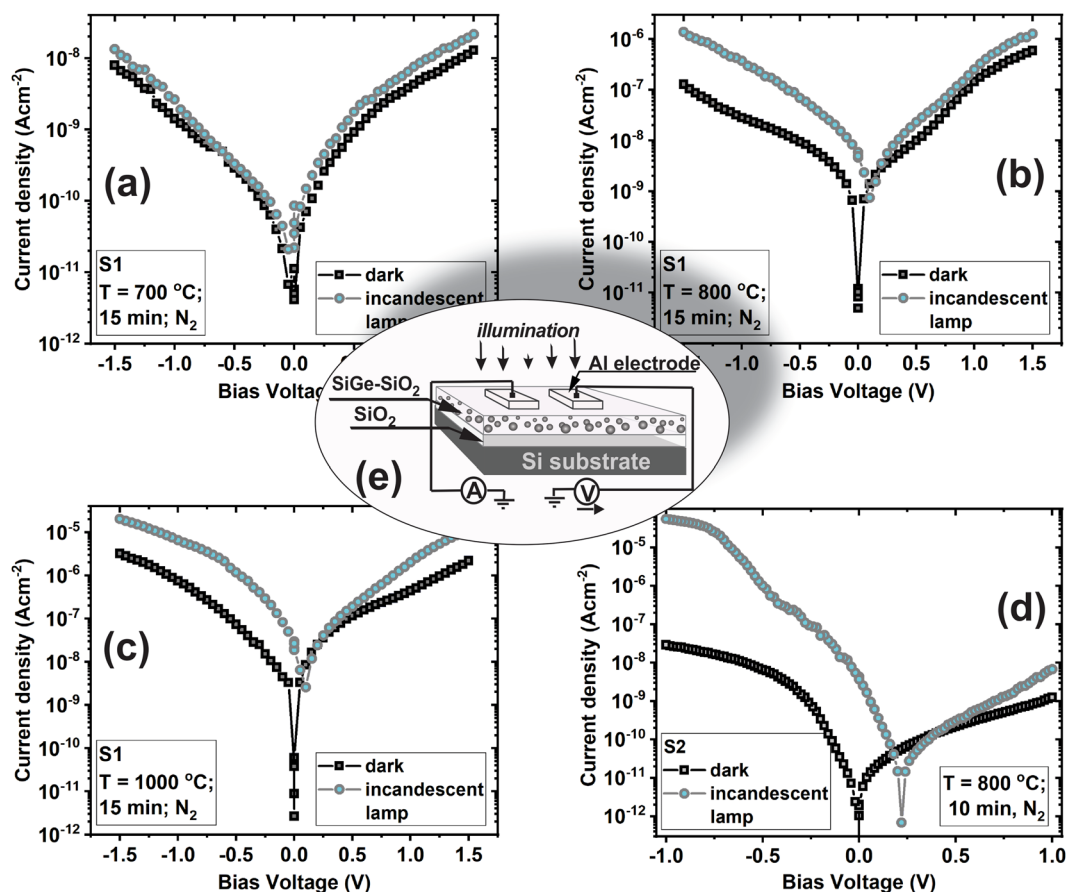 Current density (Acm⁻²)
10⁻⁸
10⁻⁹
10⁻¹⁰
10⁻¹¹
10⁻¹²
(a)
S1
T = 700 °C;
15 min; N₂
dark
incandescent
lamp
-1.5 -1.0 -0.5 0.0 0.5 1.5
Bias Voltage
Current density (Acm⁻²)
10⁻⁶
10⁻⁷
10⁻⁸
10⁻⁹
10⁻¹⁰
10⁻¹¹
(b)
S1
T = 800 °C;
15 min; N₂
dark
incandescent
lamp
-1.0 -0.5 0.0 0.5 1.0 1.5
Bias Voltage (V)
illumination
Al electrode
SiGe-SiO₂
SiO₂
Si substrate
(e)
A
V
Current density (Acm⁻²)
10⁻⁵
10⁻⁶
10⁻⁷
10⁻⁸
10⁻⁹
10⁻¹⁰
10⁻¹¹
10⁻¹²
(c)
S1
T = 1000 °C;
15 min; N₂
dark
incandescent
lamp
-1.5 -1.0 -0.5 0.0 0.5 1.0 1.5
Bias Voltage (V)
Current density (Acm⁻²)
10⁻⁵
10⁻⁶
10⁻⁷
10⁻⁸
10⁻⁹
10⁻¹⁰
10⁻¹¹
10⁻¹²
(d)
S2
dark
incandescent
lamp
T = 800 °C;
10 min, N₂
-1.0 -0.5 0.0 0.5 1.0
Bias Voltage (V)